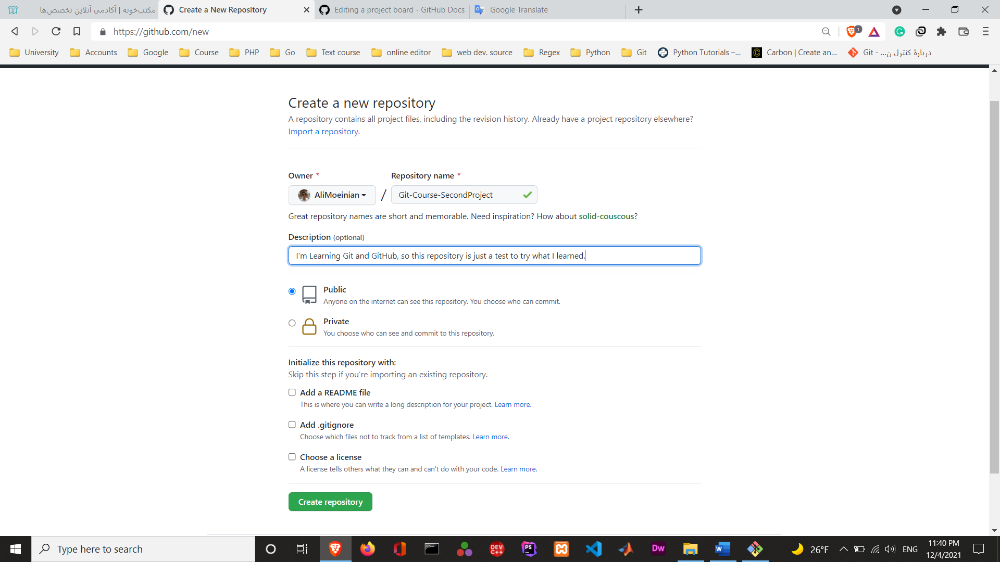 مکتب‌خونه | آکادمی آنلاین تخصص‌ها
Create a New Repository
Editing a project board - GitHub Docs
Google Translate
https://github.com/new
1
University
Accounts
Google
Course
PHP
Go
Text course
online editor
web dev. source
Regex
Python
Git
Python Tutorials –...
Carbon | Create an...
Git - دربارهٔ کنترل ن...
Create a new repository
A repository contains all project files, including the revision history. Already have a project repository elsewhere?
Import a repository.
Owner *
Repository name *
AliMoeinian
/
Git-Course-SecondProject
Great repository names are short and memorable. Need inspiration? How about solid-couscous?
Description (optional)
I'm Learning Git and GitHub, so this repository is just a test to try what I learned.
Public
Anyone on the internet can see this repository. You choose who can commit.
Private
You choose who can see and commit to this repository.
Initialize this repository with:
Skip this step if you're importing an existing repository.
Add a README file
This is where you can write a long description for your project. Learn more.
Add .gitignore
Choose which files not to track from a list of templates. Learn more.
Choose a license
A license tells others what they can and can't do with your code. Learn more.
Create repository
Type here to search
DEV C++
PS
Dw
W
26°F
ENG
11:40 PM
12/4/2021